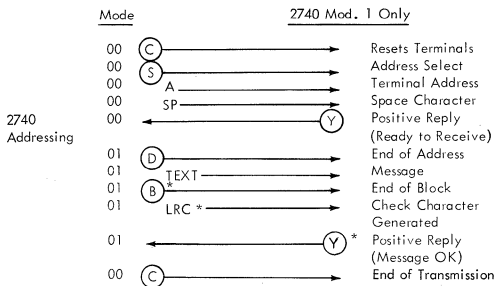 Mode 2740 Mod. 1 Only
00 C Resets Terminals
00 S Address Select
00 A Terminal Address
00 SP Space Character
2740 Addressing 00 Y Positive Reply (Ready to Receive)
01 D End of Address
01 TEXT Message
01 B * End of Block
01 LRC * Check Character Generated
01 Y * Positive Reply (Message OK)
00 C End of Transmission